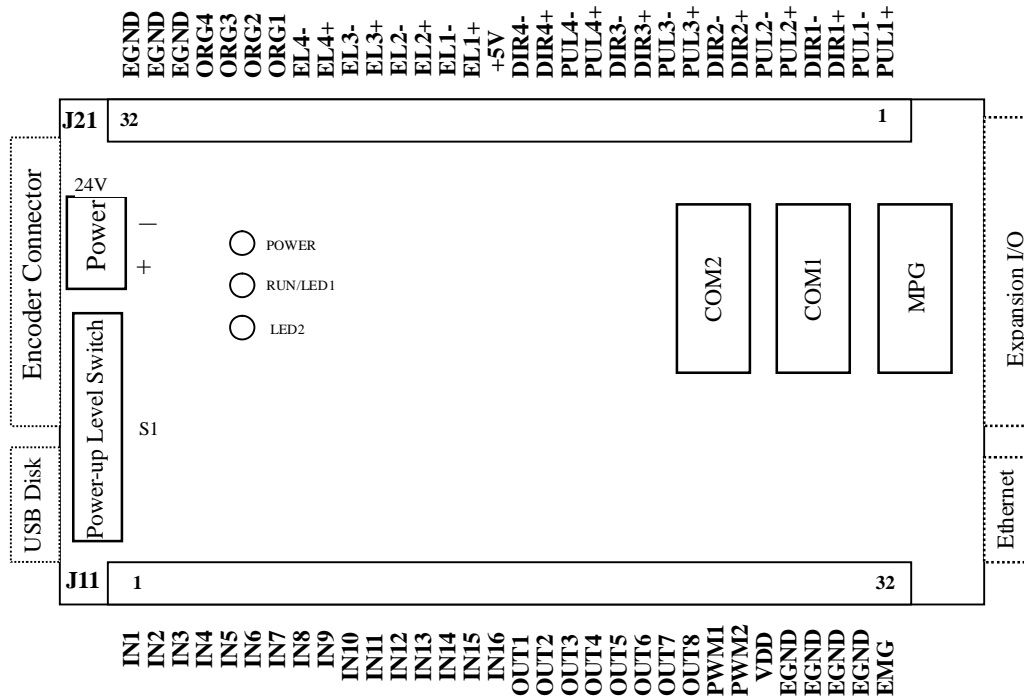 EGND
EGND
EGND
ORG4
ORG3
ORG2
ORG1
EL4-
EL4+
EL3-
EL3+
EL2-
EL2+
EL1-
EL1+
+5V
DIR4-
DIR4+
PUL4-
PUL4+
DIR3-
DIR3+
PUL3-
PUL3+
DIR2-
DIR2+
PUL2-
PUL2+
DIR1-
DIR1+
PUL1-
PUL1+
J21
32
1
Encoder Connector
24V
Power
—
+
POWER
RUN/LED1
LED2
COM2
COM1
MPG
Expansion I/O
Power-up Level Switch
S1
USB Disk
Ethernet
J11
1
32
IN1
IN2
IN3
IN4
IN5
IN6
IN7
IN8
IN9
IN10
IN11
IN12
IN13
IN14
IN15
IN16
OUT1
OUT2
OUT3
OUT4
OUT5
OUT6
OUT7
OUT8
PWM1
PWM2
VDD
EGND
EGND
EGND
EGND
EMG